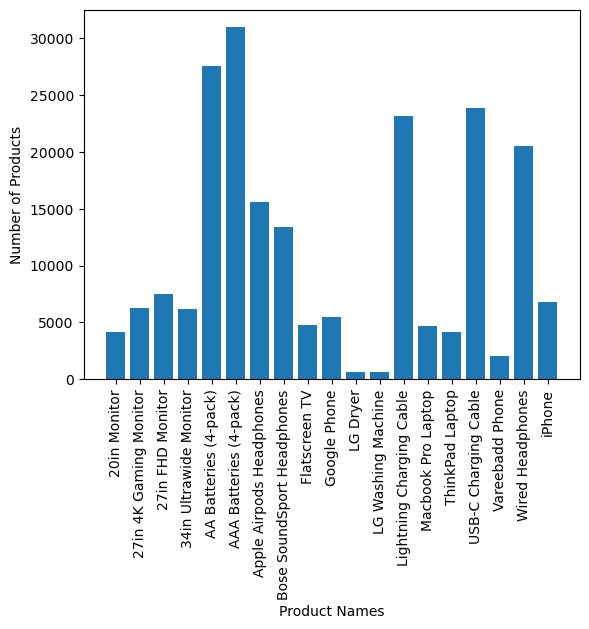 30000
25000
20000
15000
10000
5000
0
Number of Products
20in Monitor
27in 4K Gaming Monitor
27in FHD Monitor
34in Ultrawide Monitor
AA Batteries (4-pack)
AAA Batteries (4-pack)
Apple Airpods Headphones
Bose SoundSport Headphones
Flatscreen TV
Google Phone
LG Dryer
LG Washing Machine
Lightning Charging Cable
Macbook Pro Laptop
ThinkPad Laptop
USB-C Charging Cable
Vareebadd Phone
Wired Headphones
iPhone
Product Names